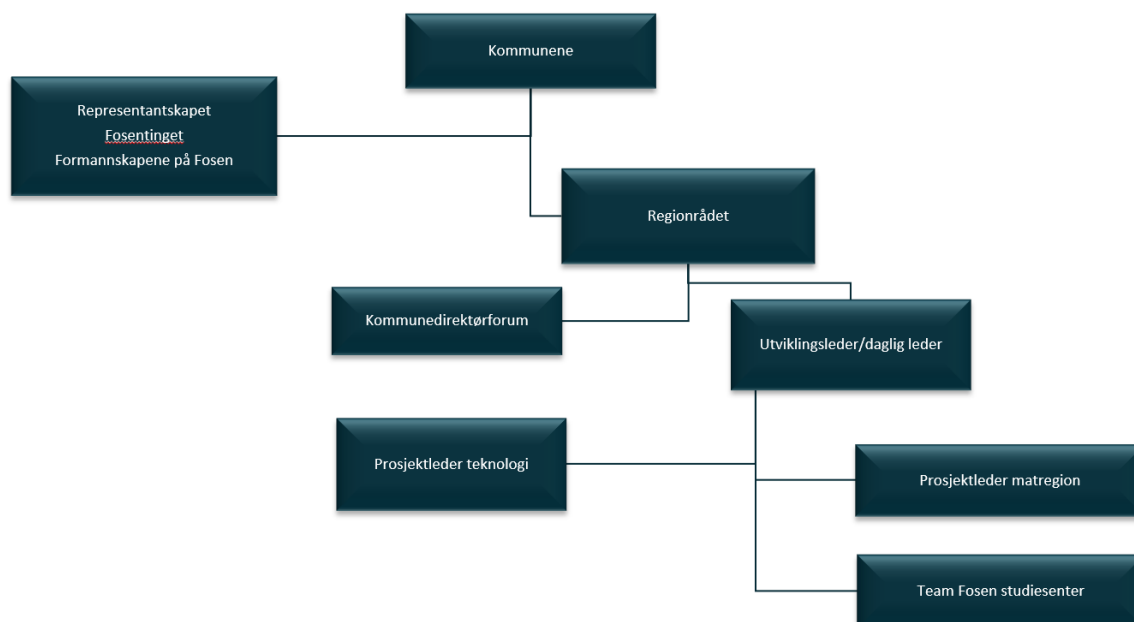 Kommunene
Representantskapet
Fosentinget
Formannskapene på Fosen
Regionrådet
Kommunedirektørforum
Utviklingsleder/daglig leder
Prosjektleder teknologi
Prosjektleder matregion
Team Fosen studiesenter